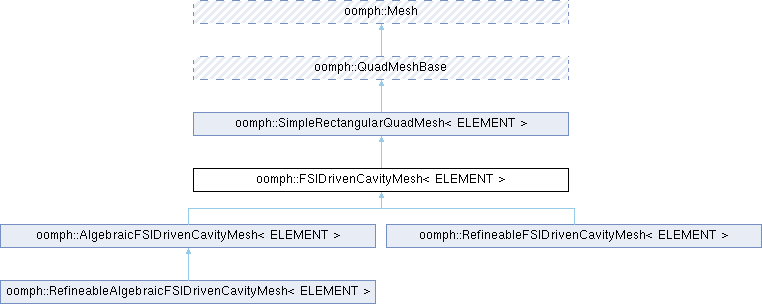 oomph::Mesh
oomph::QuadMeshBase
oomph::SimpleRectangularQuadMesh< ELEMENT >
oomph::FSIDrivenCavityMesh< ELEMENT >
oomph::AlgebraicFSIDrivenCavityMesh< ELEMENT >
oomph::RefineableFSIDrivenCavityMesh< ELEMENT >
oomph::RefineableAlgebraicFSIDrivenCavityMesh< ELEMENT >